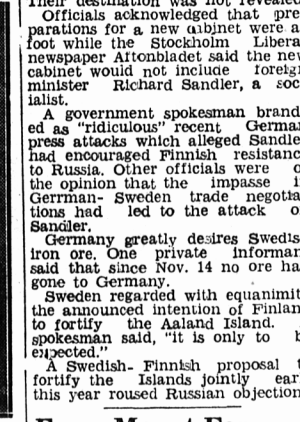 Their destination was not revealed
Officials acknowledged that pre
parations for a new cabinet were a
foot while the Stockholm Libera
newspaper Aftonbladet said the new
cabinet would not include foreig
minister Richard Sandler, a soc
ialist.
A government spokesman brand
ed as "ridiculous" recent German
press attacks which alleged Sandle
had encouraged Finnish resistanc
to Russia. Other officials were o
the opinion that the impasse i
Gerrman- Sweden trade negotia
tions had led to the attack o
Sandler.
Germany greatly desires Swedis
iron ore. One private informan
said that since Nov. 14 no ore ha
gone to Germany.
Sweden regarded with equanimit
the announced intention of Finlan
to fortify the Aaland Island.
spokesman said, "it is only to b
expected."
A Swedish- Finnish proposal t
fortify the Islands jointly ear
this year roused Russian objection